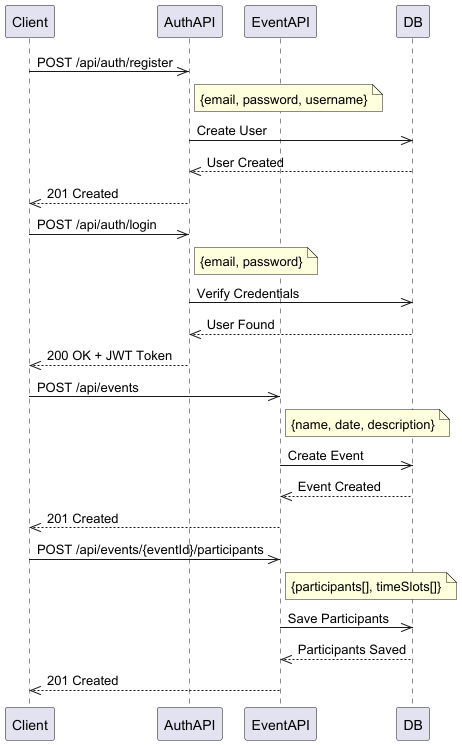 Client AuthAPI EventAPI DB
POST /api/auth/register
{email, password, username}
Create User
User Created
201 Created
POST /api/auth/login
{email, password}
Verify Credentials
User Found
200 OK + JWT Token
POST /api/events
{name, date, description}
Create Event
Event Created
201 Created
POST /api/events/{eventId}/participants
{participants[], timeSlots[]}
Save Participants
Participants Saved
201 Created
Client AuthAPI EventAPI DB